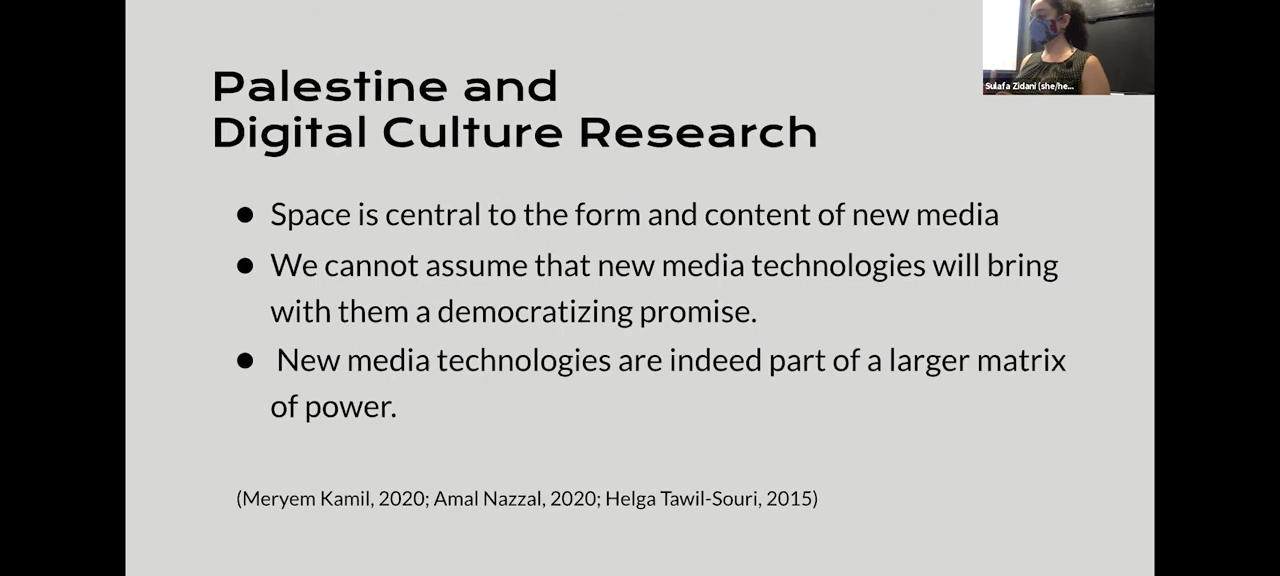 Palestine and
Digital Culture Research
Sulafa Zidani (she/he...
● Space is central to the form and content of new media
● We cannot assume that new media technologies will bring
with them a democratizing promise.
● New media technologies are indeed part of a larger matrix
of power.
(Meryem Kamil, 2020; Amal Nazzal, 2020; Helga Tawil-Souri, 2015)